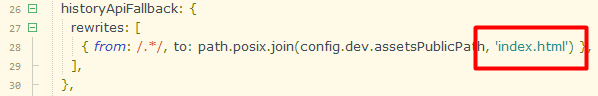 26 historyApiFallback: {
27 rewrites: [
28 { from: /.*/, to: path.posix.join(config.dev.assetsPublicPath, 'index.html') },
29 ],
30 },